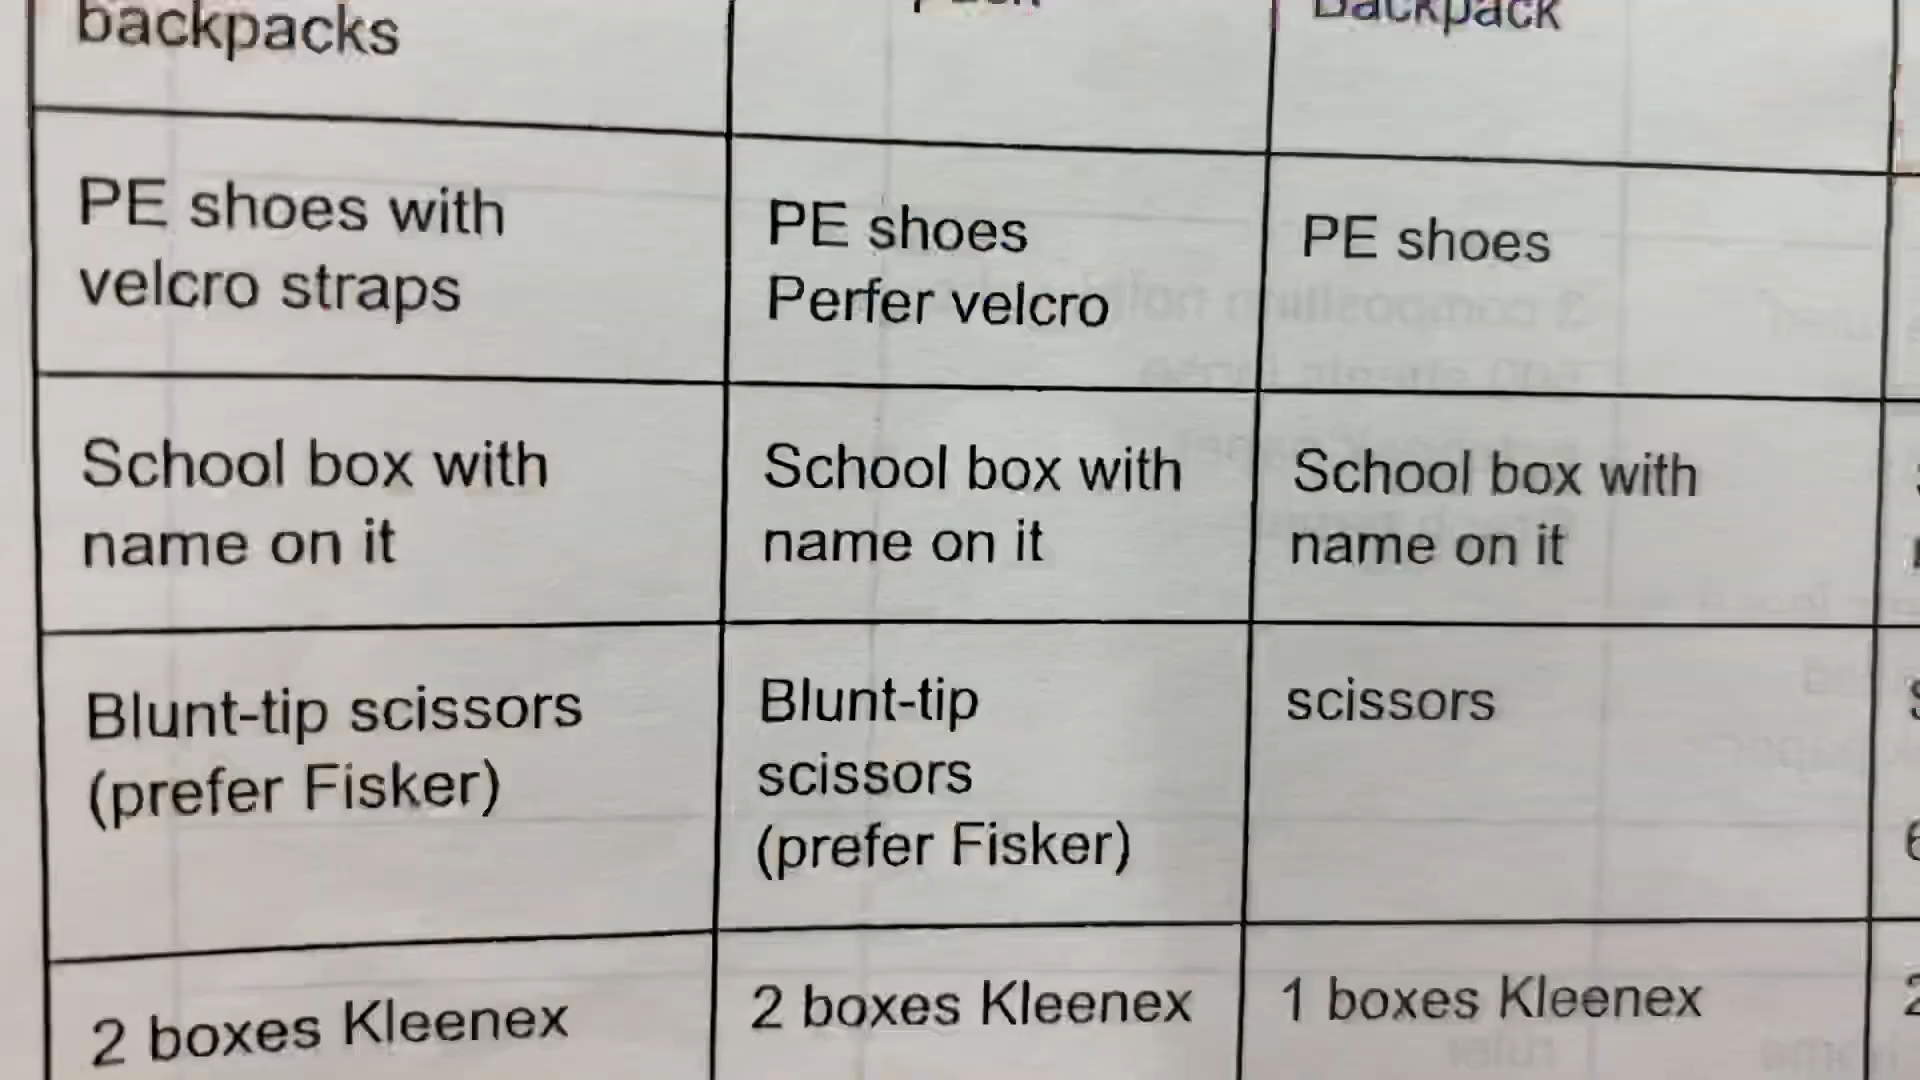 backpacks
Backpack
PE shoes with
velcro straps
PE shoes
Perfer velcro
PE shoes
School box with
name on it
School box with
name on it
School box with
name on it
Blunt-tip scissors
(prefer Fisker)
Blunt-tip
scissors
(prefer Fisker)
scissors
2 boxes Kleenex
2 boxes Kleenex
1 boxes Kleenex